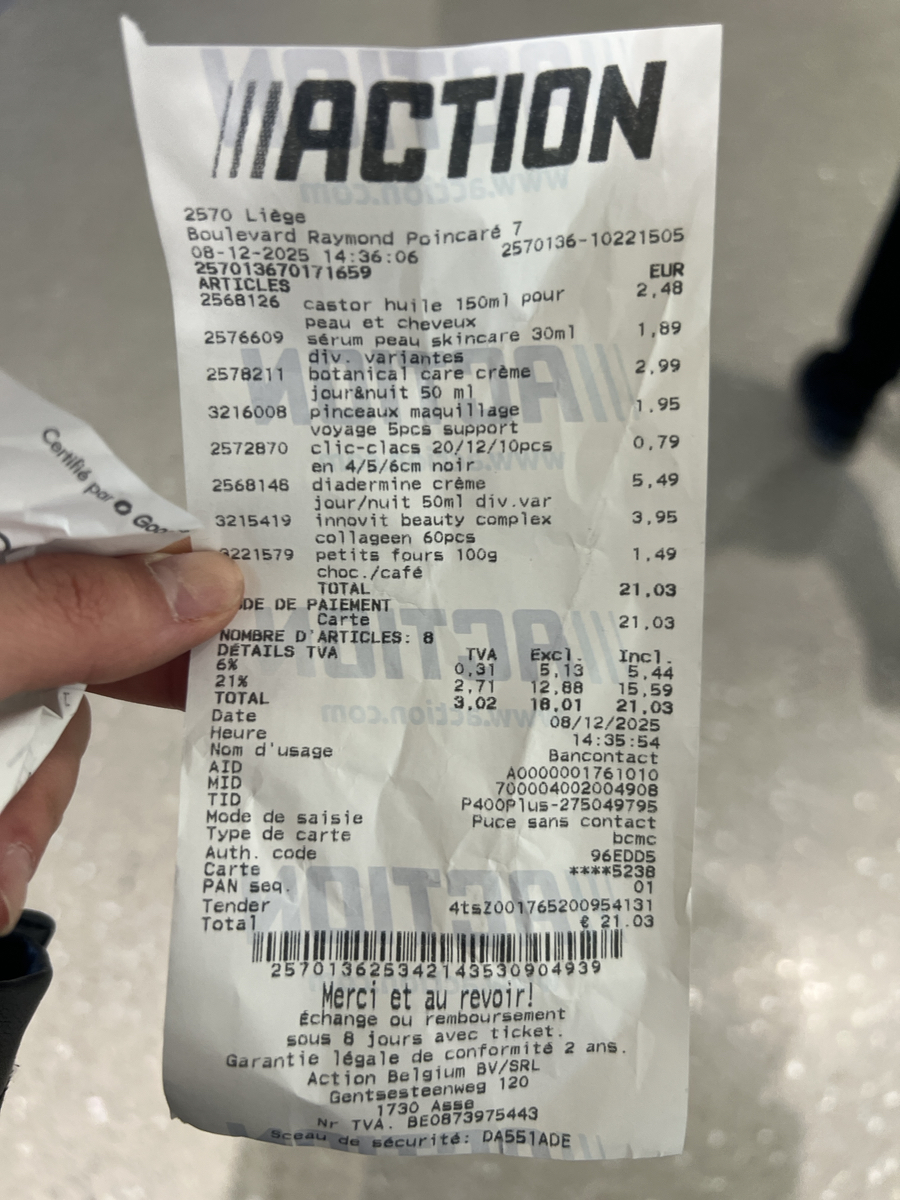 ACTION
2570 Liège
Boulevard Raymond Poincaré 7
08-12-2025 14:36:06 2570136-10221505
257013670171659
ARTICLES EUR
2568126 castor huile 150ml pour 2,48
peau et cheveux
2576609 sérum peau skincare 30ml 1,89
div. variantes
2578211 botanical care crème 2,99
jour&nuit 50 ml
3216008 pinceaux maquillage 1.95
voyage 5pcs support
2572870 clic-clacs 20/12/10pcs 0,79
en 4/5/6cm noir
2568148 diadermine crème 5,49
jour/nuit 50ml div.var
3215419 innovit beauty complex 3,95
collageen 60pcs
3221579 petits fours 100g 1,49
choc./café
TOTAL 21,03
DE DE PAIEMENT
Carte 21,03
NOMBRE D'ARTICLES: 8
DÉTAILS TVA TVA Excl. Incl.
6% 0,31 5,13 5,44
21% 2,71 12,88 15,59
TOTAL 3,02 18,01 21,03
Date 08/12/2025
Heure 14:35:54
Nom d'usage Bancontact
AID A0000001761010
MID 700004002004908
TID P400Plus-275049795
Mode de saisie Puce sans contact
Type de carte bcmc
Auth. code 96EDD5
Carte ****5238
PAN seq. 01
Tender 4tsZ001765200954131
Total € 21.03
2570136253421435309049​39
Merci et au revoir!
Échange ou remboursement
sous 8 jours avec ticket.
Garantie légale de conformité 2 ans.
Action Belgium BV/SRL
Gentsesteenweg 120
1730 Asse
Nr TVA. BE0873975443
Sceau de sécurité: DA551ADE
Certifié par Goo